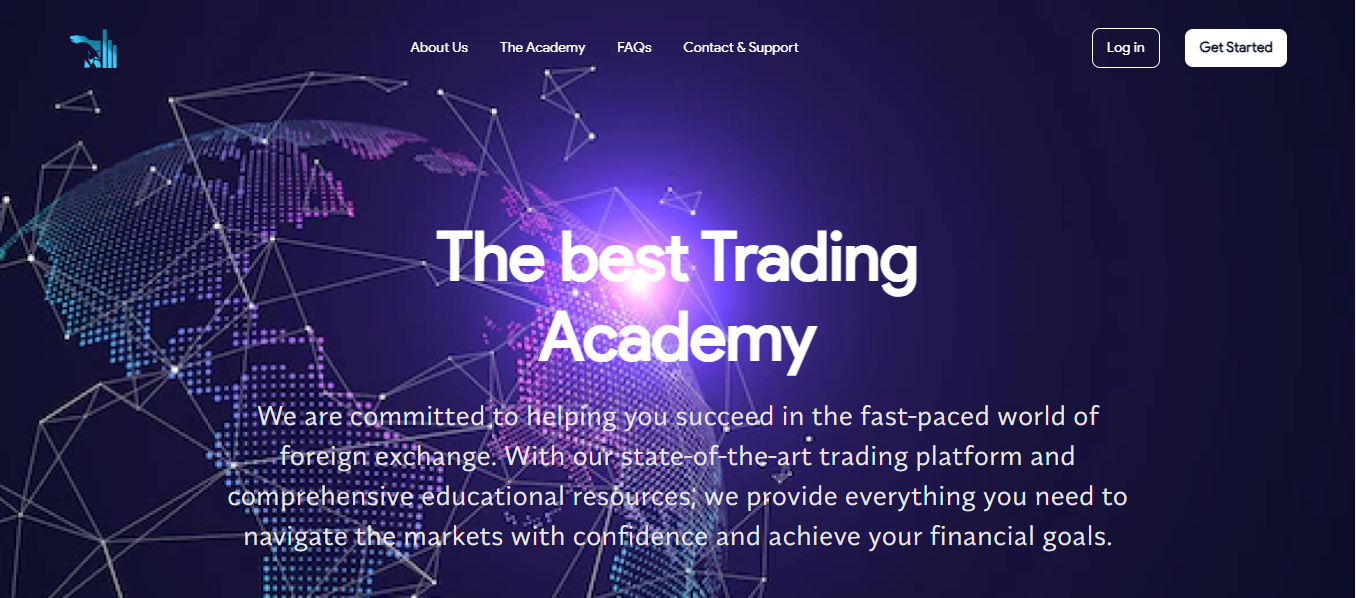 About Us
The Academy
FAQs
Contact & Support
Log in
Get Started
The best Trading
Academy
We are committed to helping you succeed in the fast-paced world of
foreign exchange. With our state-of-the-art trading platform and
comprehensive educational resources, we provide everything you need to
navigate the markets with confidence and achieve your financial goals.